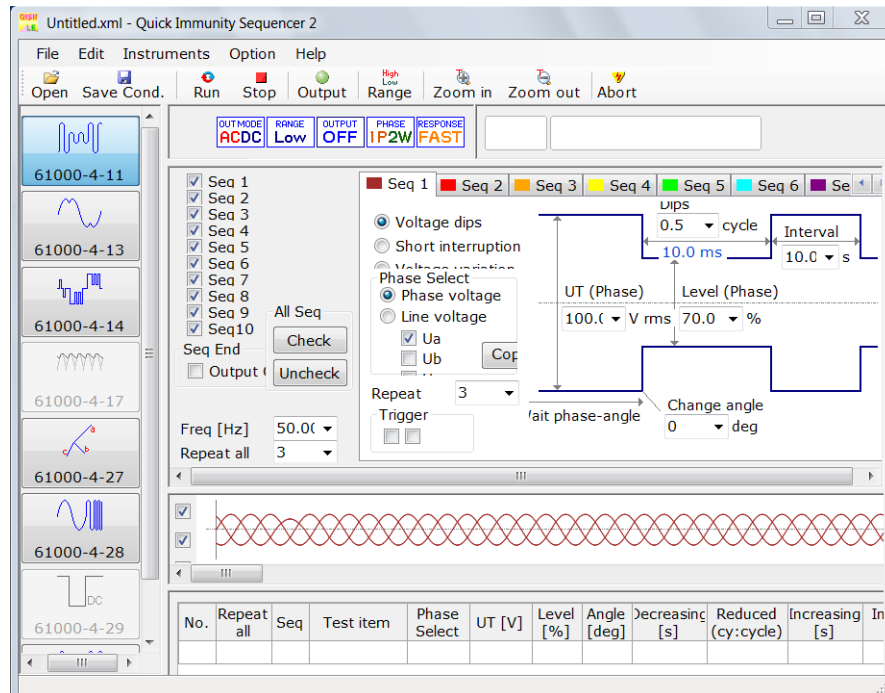 Untitled.xml - Quick Immunity Sequencer 2
File Edit Instruments Option Help
High
Low
Open Save Cond. Run Stop Output Range Zoom in Zoom out Abort
OUTMODE RANGE OUTPUT PHASE RESPONSE
ACDC Low OFF 1P2W FAST
61000-4-11
61000-4-13
61000-4-14
61000-4-17
a
c b
61000-4-27
61000-4-28
DC
61000-4-29
Seq 1
Seq 2
Seq 3
Seq 4
Seq 5
Seq 6
Seq 7
Seq 8
Seq 9
Seq10
All Seq
Check
Uncheck
Seq End
Output
Freq [Hz] 50.0
Repeat all 3
Seq 1 Seq 2 Seq 3 Seq 4 Seq 5 Seq 6 Se
Voltage dips
Short interruption
Voltage variation
Phase Select
Phase voltage
Line voltage
Ua
Ub
Cop
Repeat 3
Trigger
Dips
0.5 cycle
10.0 ms
Interval
10.0 s
UT (Phase) Level (Phase)
100. V rms 70.0 %
Wait phase-angle
Change angle
0 deg
No. Repeat all Seq Test item Phase Select UT [V] Level [%] Angle [deg] Decreasing [s] Reduced (cy:cycle) Increasing [s] In